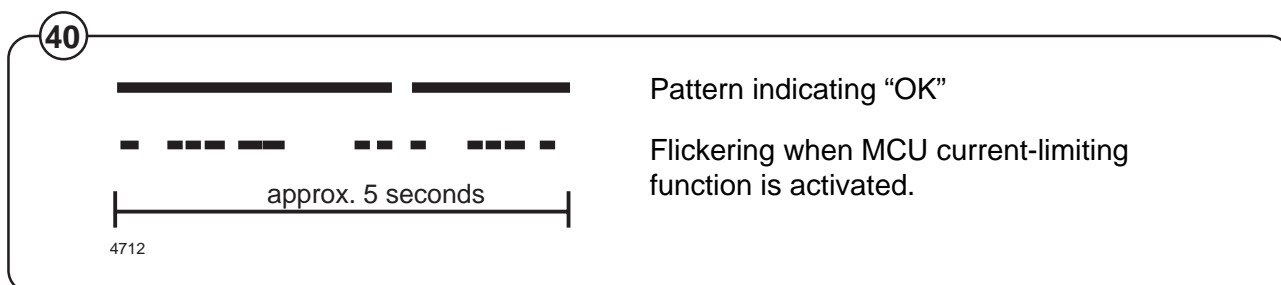 40
Pattern indicating “OK”
Flickering when MCU current-limiting
function is activated.
approx. 5 seconds
4712